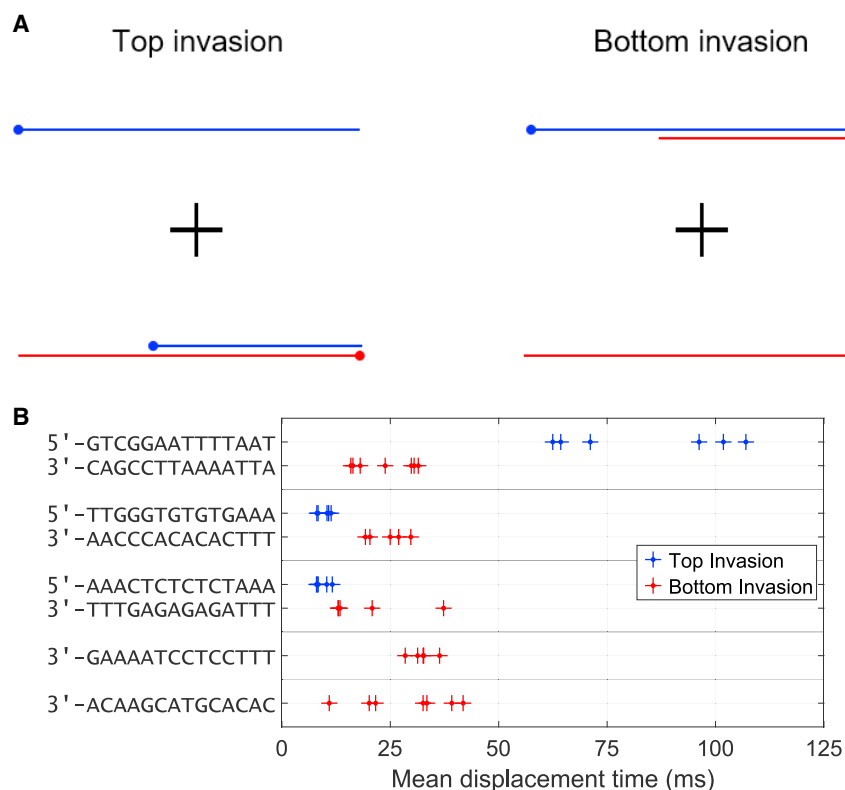 A
Top invasion
Bottom invasion
B
5'-GTCGGAATTTTAAT
3'-CAGCCTTAAAATTA
5'-TTGGGTGTGTGAAA
3'-AACCCACACACTTT
5'-AAACTCTCTCTAAA
3'-TTTGAGAGAGATTT
3'-GAAAATCCTCCTTT
3'-ACAAGCATGCACAC
Top Invasion
Bottom Invasion
0 25 50 75 100 125
Mean displacement time (ms)